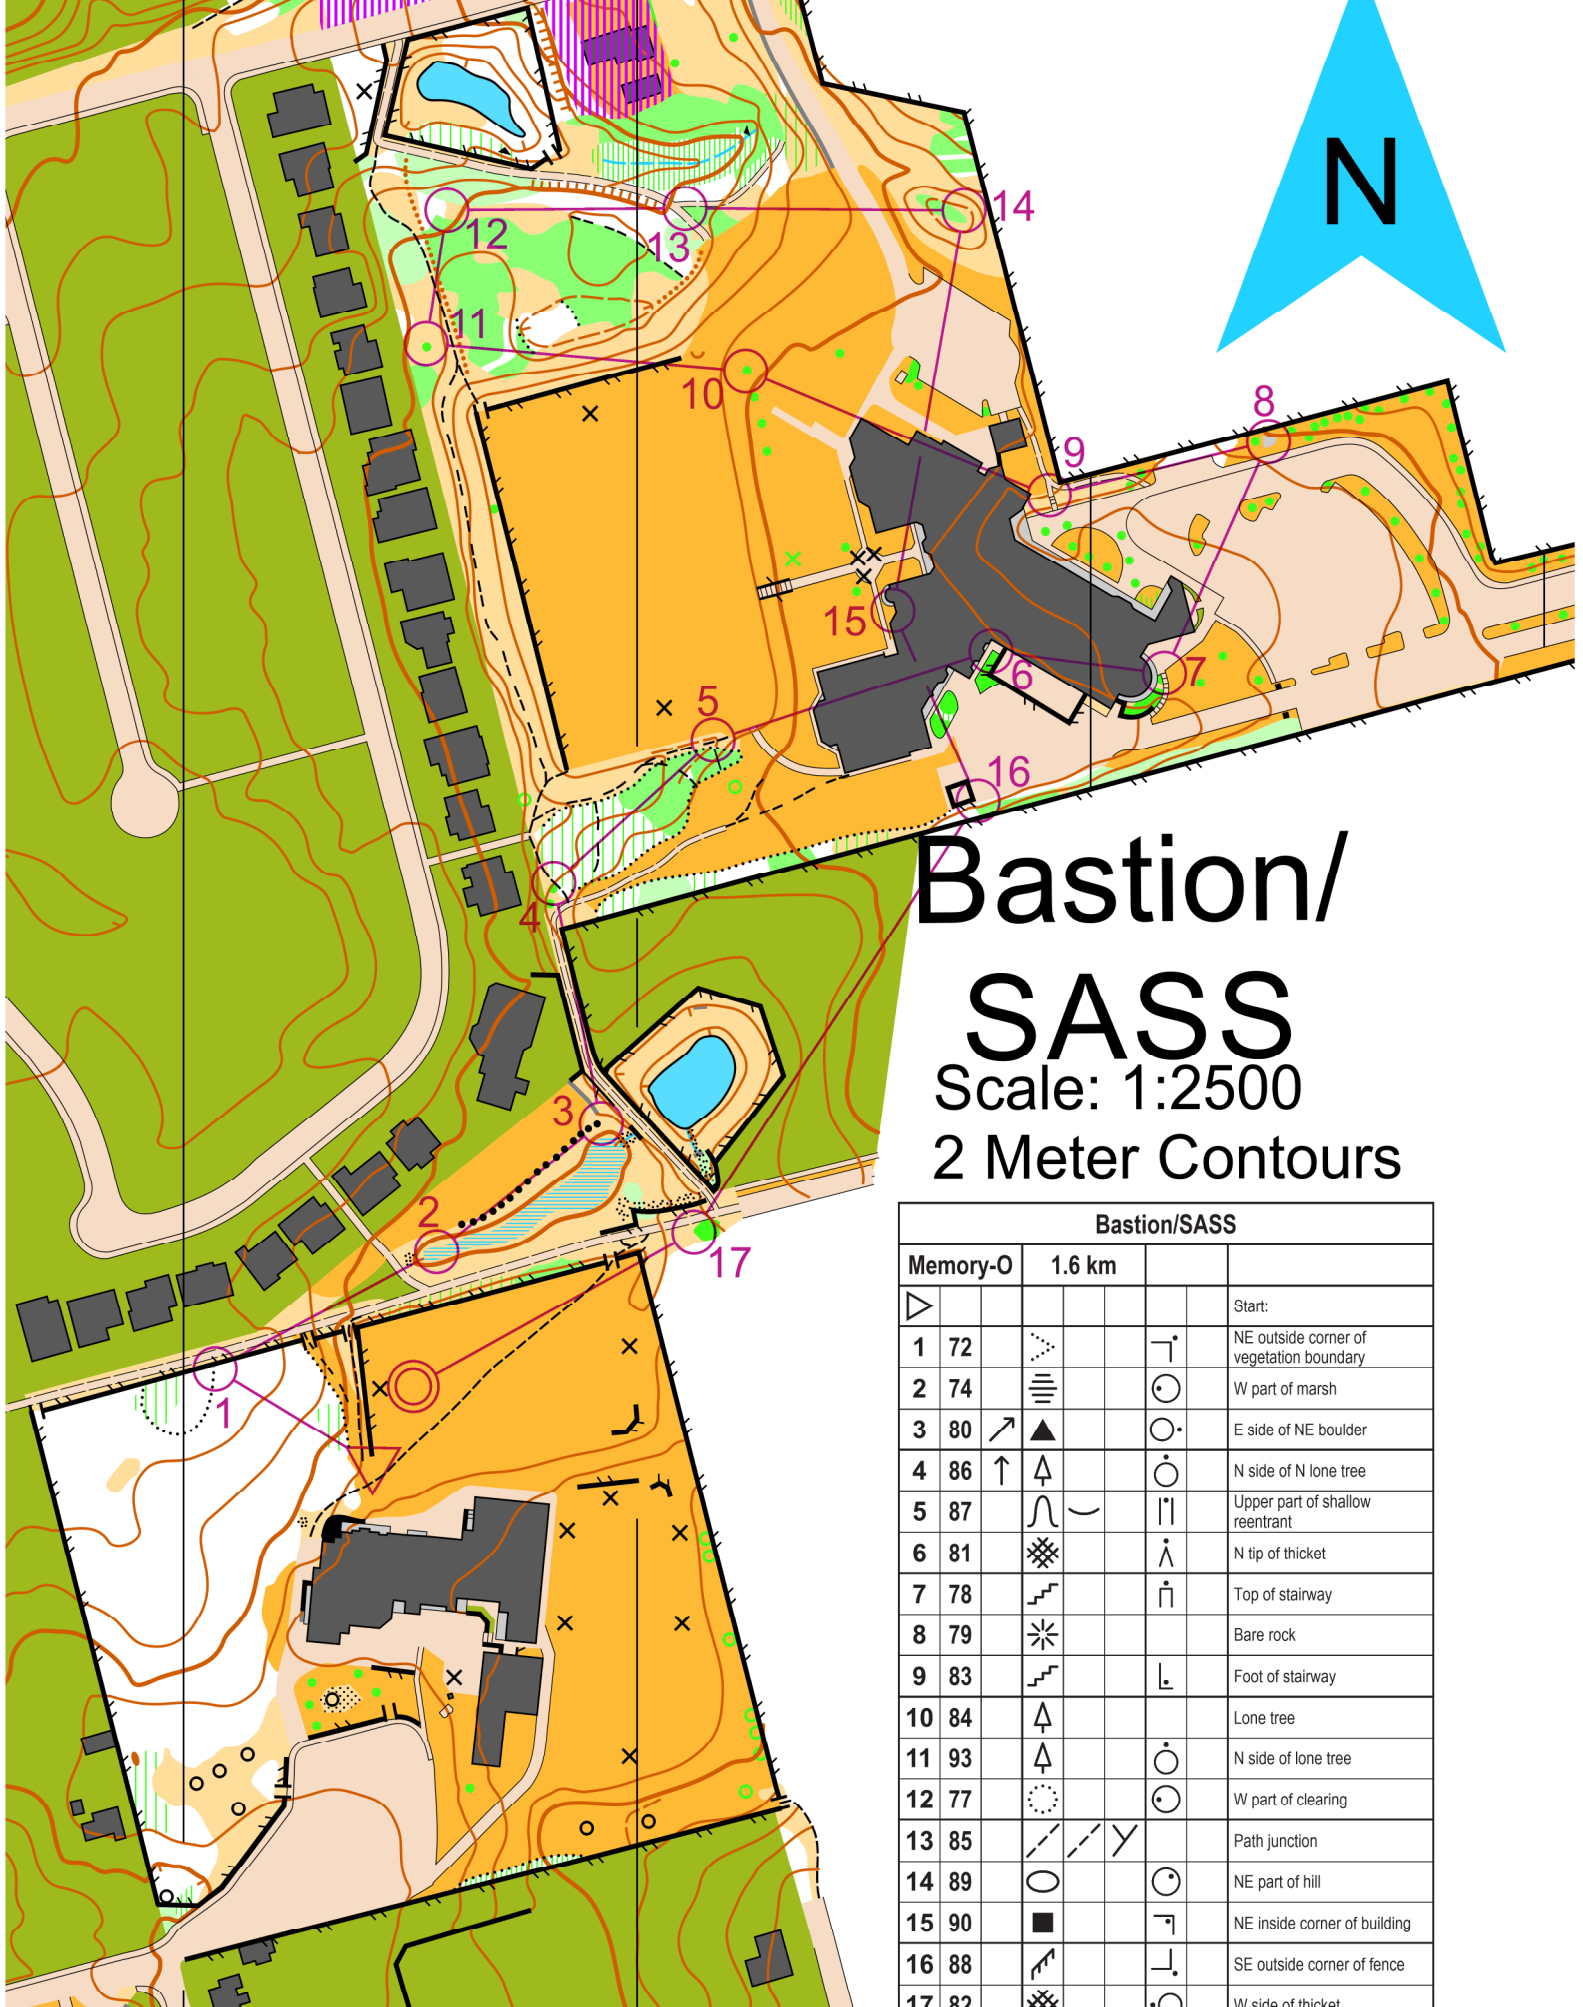 N
14
12
13
11
10
8
9
15
6
7
5
16
4
3
2
17
1
Bastion/
SASS
Scale: 1:2500
2 Meter Contours
Bastion/SASS
Memory-O 1.6 km
Start:
1 72 NE outside corner of
vegetation boundary
2 74 W part of marsh
3 80 E side of NE boulder
4 86 N side of N lone tree
5 87 Upper part of shallow
reentrant
6 81 N tip of thicket
7 78 Top of stairway
8 79 Bare rock
9 83 Foot of stairway
10 84 Lone tree
11 93 N side of lone tree
12 77 W part of clearing
13 85 Path junction
14 89 NE part of hill
15 90 NE inside corner of building
16 88 SE outside corner of fence
17 82 W side of thicket